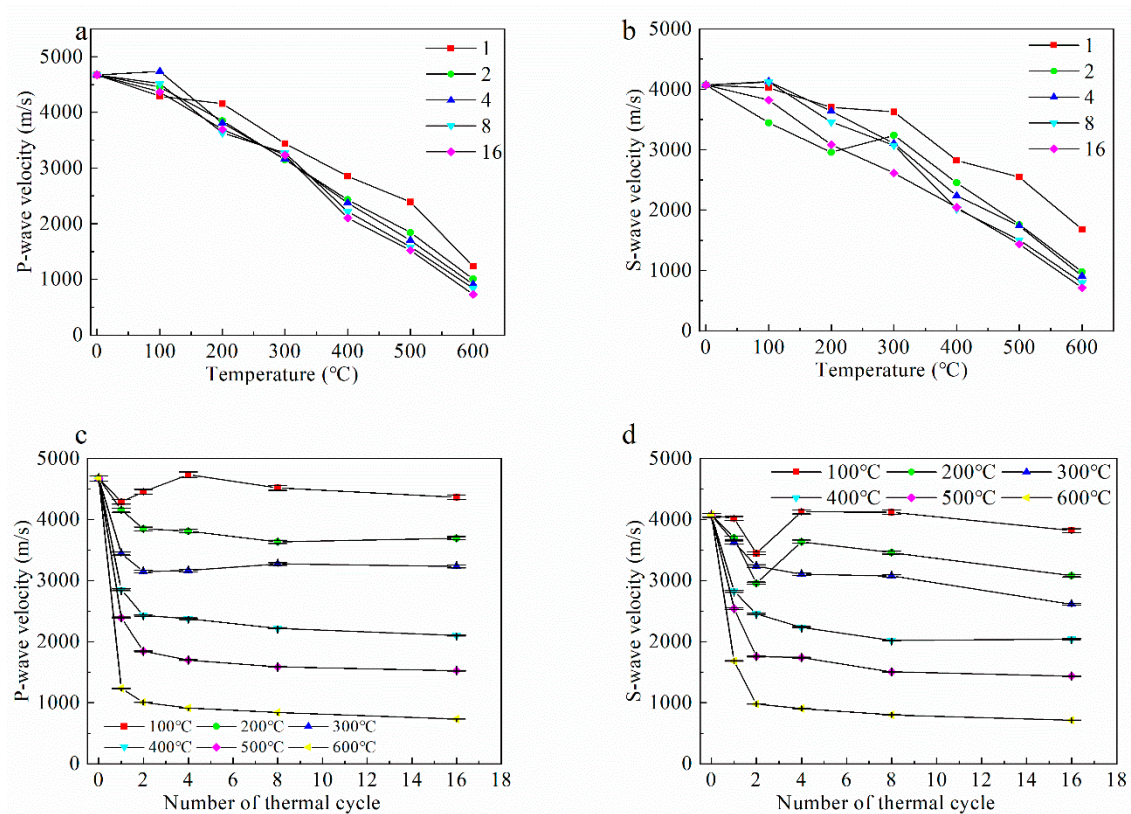 a
5000
4000
3000
2000
1000
0
0 100 200 300 400 500 600
P-wave velocity (m/s)
Temperature (℃)
1
2
4
8
16
b
5000
4000
3000
2000
1000
0
0 100 200 300 400 500 600
S-wave velocity (m/s)
Temperature (℃)
1
2
4
8
16
c
5000
4000
3000
2000
1000
0
0 2 4 6 8 10 12 14 16 18
P-wave velocity (m/s)
Number of thermal cycle
100℃ 200℃ 300℃
400℃ 500℃ 600℃
d
5000
4000
3000
2000
1000
0
0 2 4 6 8 10 12 14 16 18
S-wave velocity (m/s)
Number of thermal cycle
100℃ 200℃ 300℃
400℃ 500℃ 600℃